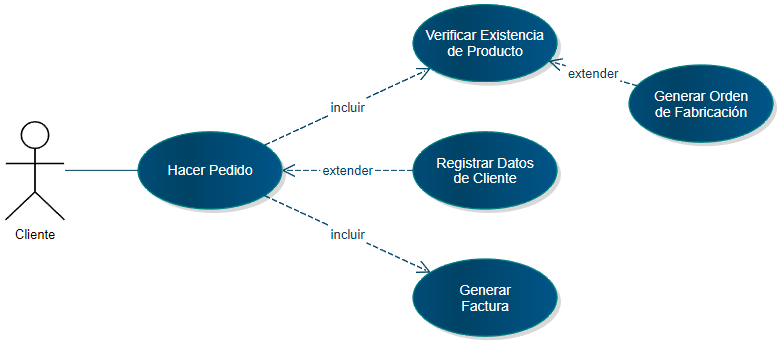 Verificar Existencia
de Producto
extender
Generar Orden
de Fabricación
incluir
Hacer Pedido
extender
Registrar Datos
de Cliente
Cliente
incluir
Generar
Factura